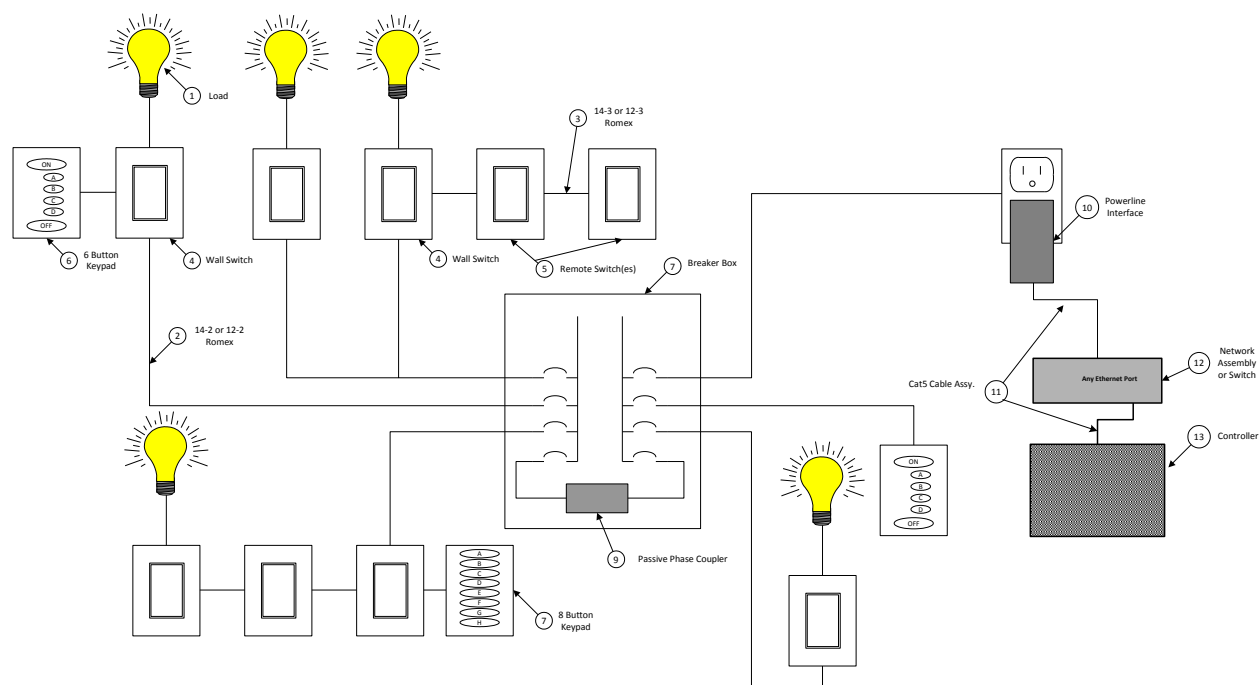 1
Load
3
14-3 or 12-3
Romex
ON
A
B
C
D
OFF
6
6 Button
Keypad
4
Wall Switch
4
Wall Switch
5
Remote Switch(es)
7
Breaker Box
10
Powerline
Interface
2
14-2 or 12-2
Romex
Cat5 Cable Assy.
11
Any Ethernet Port
12
Network
Assembly
or Switch
13
Controller
ON
A
B
C
D
OFF
9
Passive Phase Coupler
A
B
C
D
E
F
G
H
7
8 Button
Keypad